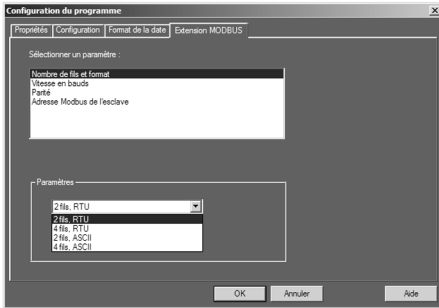 Configuration du programme
Propriétés Configuration Format de la date Extension MODBUS
Sélectionner un paramètre :
Nombre de fils et format
Vitesse en bauds
Parité
Adresse Modbus de l'esclave
Paramètres
2 fils, RTU
2 fils, RTU
4 fils, RTU
2 fils, ASCII
4 fils, ASCII
OK Annuler Aide